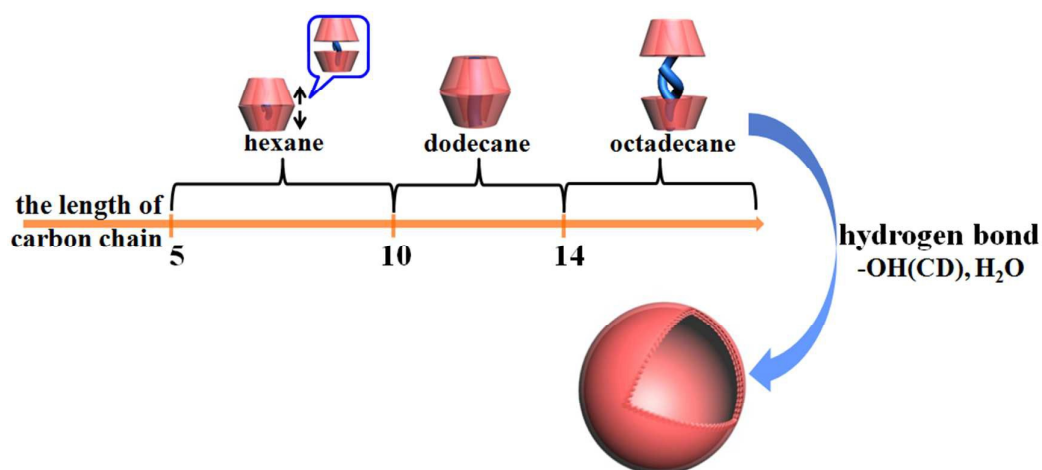 hexane
dodecane
octadecane
the length of
carbon chain
5
10
14
hydrogen bond
-OH(CD), H₂O